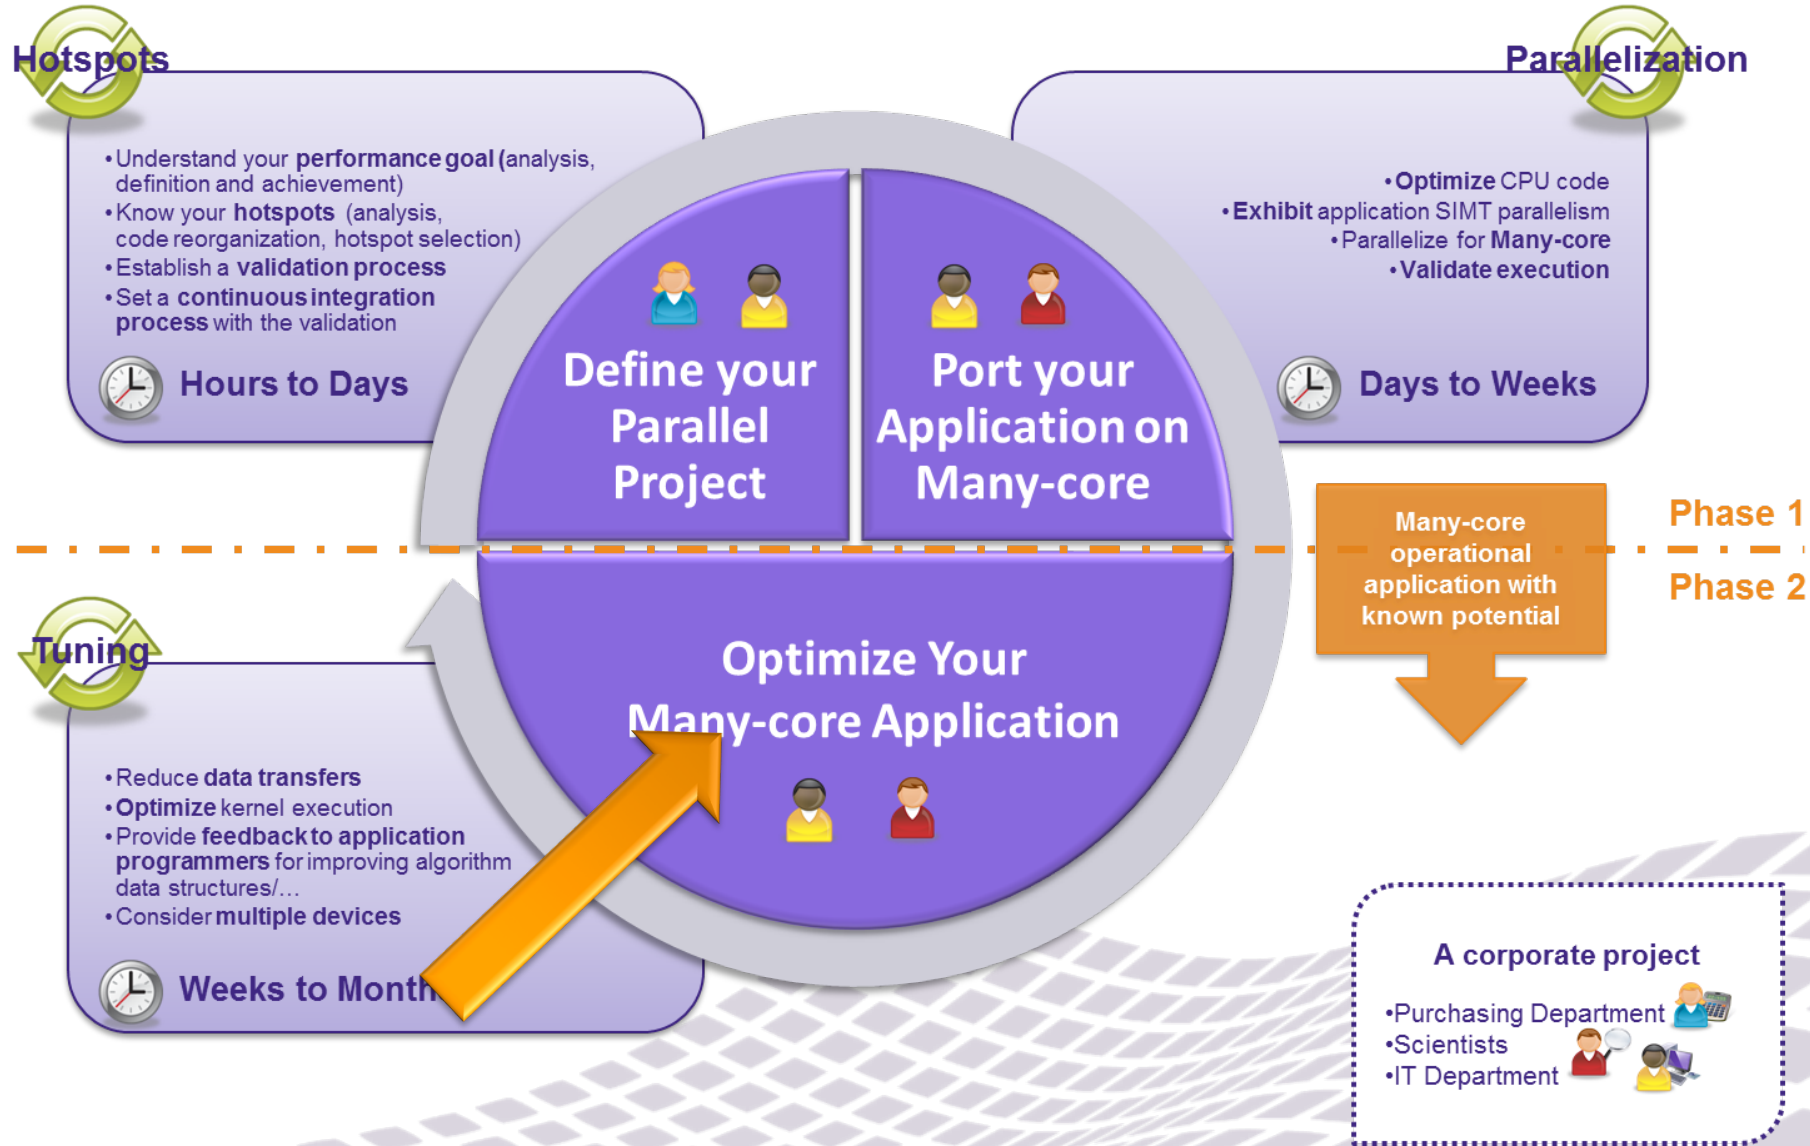 Hotspots
•Understand your performance goal (analysis,
definition and achievement)
•Know your hotspots (analysis,
code reorganization, hotspot selection)
•Establish a validation process
•Set a continuous integration
process with the validation
Hours to Days
Parallelization
•Optimize CPU code
•Exhibit application SIMT parallelism
•Parallelize for Many-core
•Validate execution
Days to Weeks
Define your
Parallel
Project
Port your
Application on
Many-core
Many-core
operational
application with
known potential
Phase 1
Phase 2
Optimize Your
Many-core Application
Tuning
•Reduce data transfers
•Optimize kernel execution
•Provide feedback to application
programmers for improving algorithm
data structures/…
•Consider multiple devices
Weeks to Month
A corporate project
•Purchasing Department
•Scientists
•IT Department